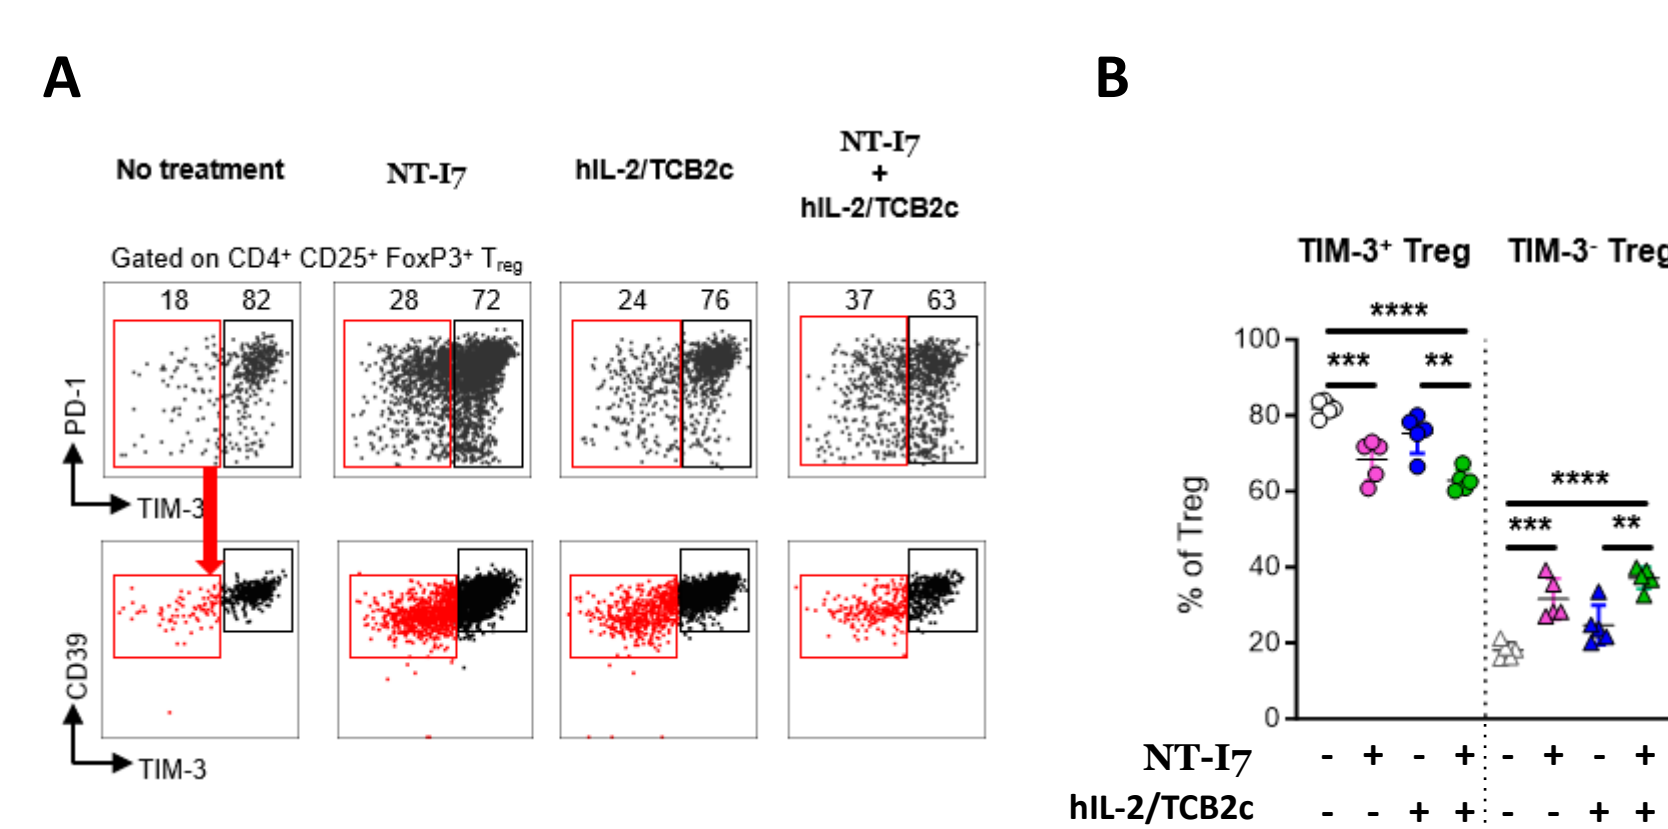 A
B
No treatment
NT-I7
hIL-2/TCB2c
NT-I7
+
hIL-2/TCB2c
Gated on CD4⁺ CD25⁺ FoxP3⁺ Treg
18 82
28 72
24 76
37 63
PD-1
TIM-3
CD39
TIM-3
TIM-3⁺ Treg
TIM-3⁻ Treg
****
*** **
****
*** **
% of Treg
100
80
60
40
20
0
NT-I7 - + - + - + - +
hIL-2/TCB2c - - + + - - + +